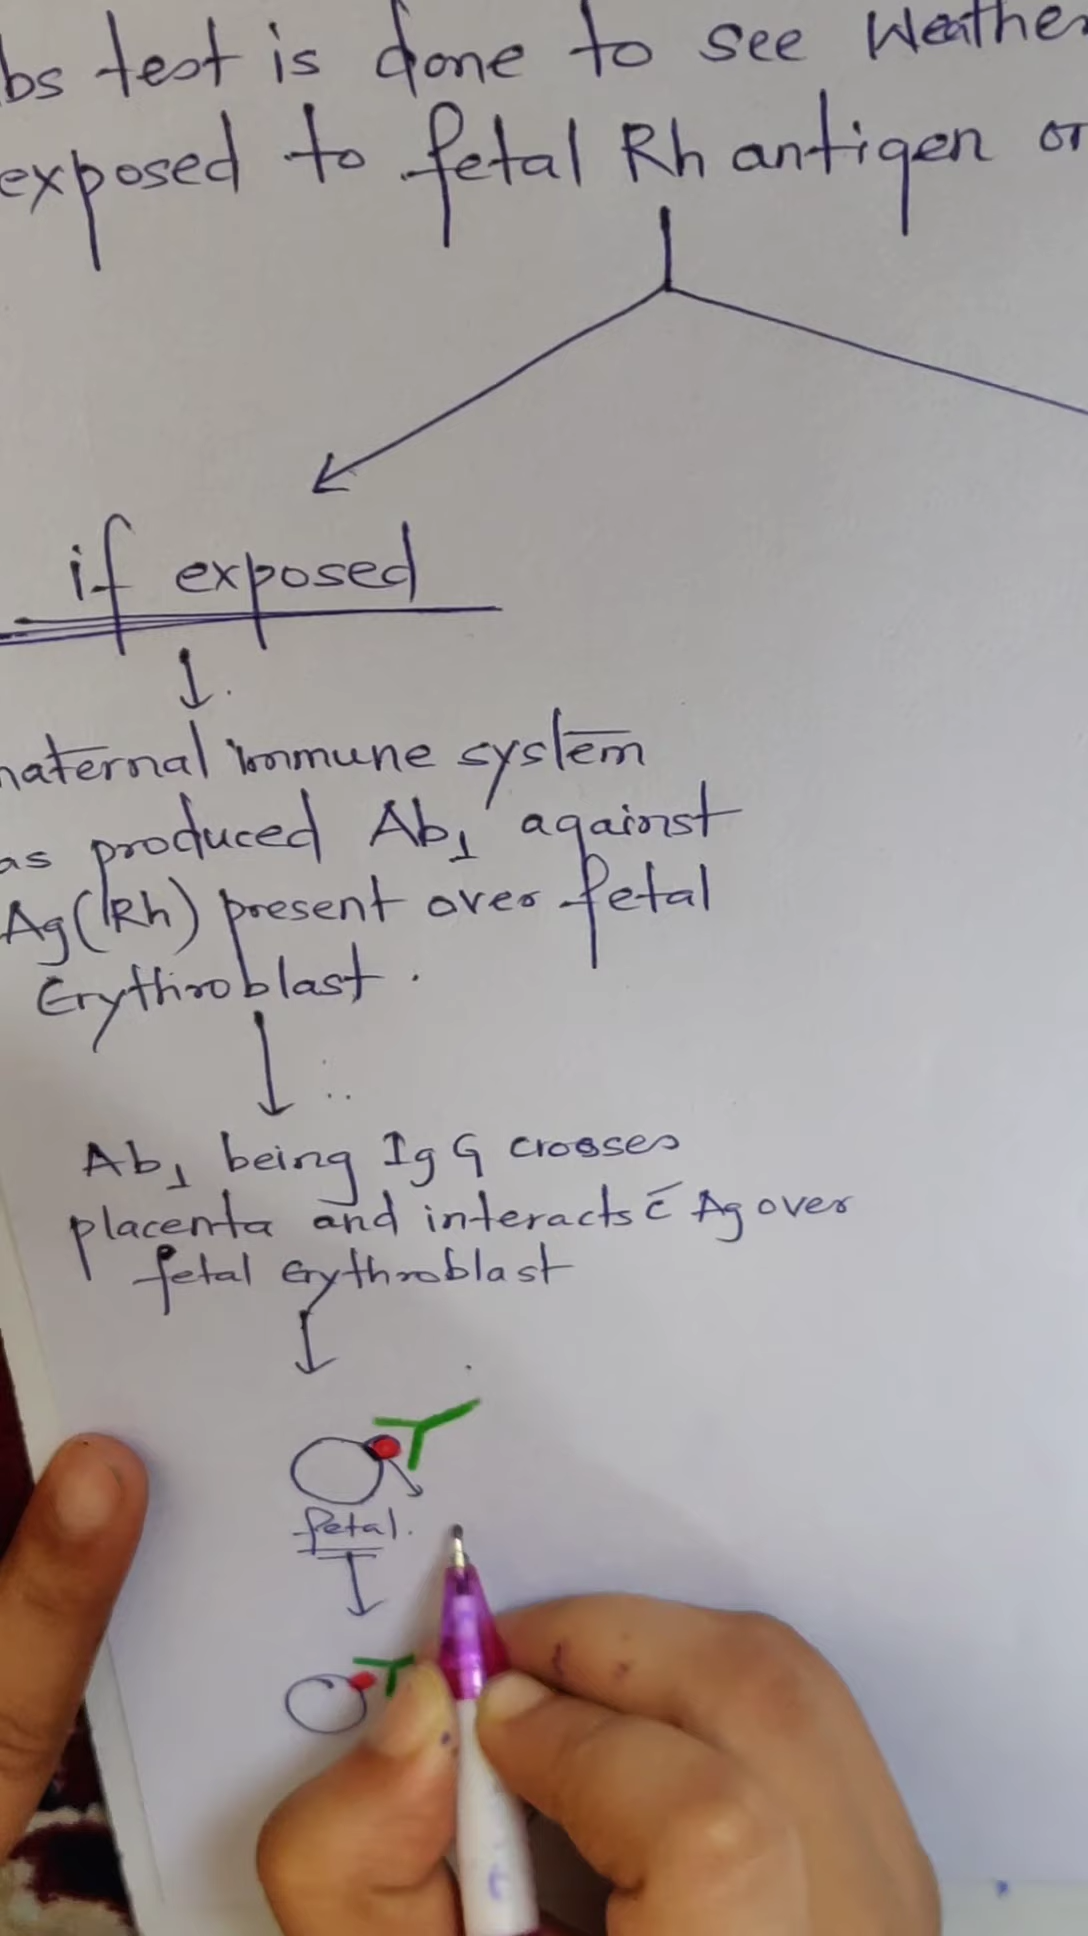 bs test is done to see Weather
exposed to fetal Rh antigen or
if exposed
maternal immune system
as produced Ab1 against
Ag(Rh) present over fetal
Erythroblast.
Ab1 being IgG crosses
placenta and interacts c̄ Ag over
fetal Erythroblast
fetal.